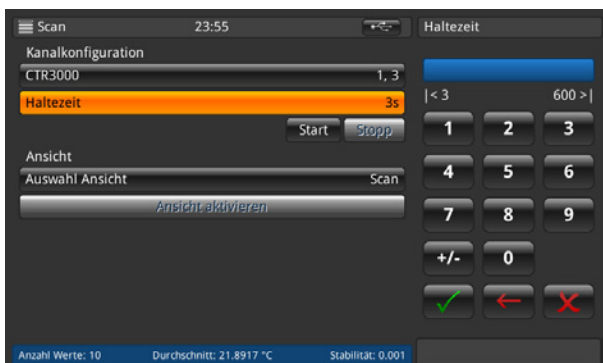 Scan 23:55
Kanalkonfiguration
CTR3000 1, 3
Haltezeit 3s
Start Stopp
Ansicht
Auswahl Ansicht Scan
Ansicht aktivieren
Anzahl Werte: 10 Durchschnitt: 21.8917 °C Stabilität: 0.001
Haltezeit
|< 3 600 >|
1 2 3
4 5 6
7 8 9
+/- 0